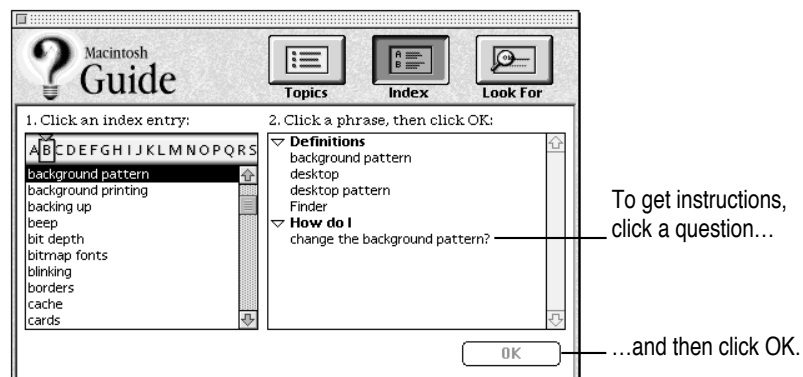 Macintosh
Guide
Topics
Index
Look For
1. Click an index entry:
2. Click a phrase, then click OK:
A B C D E F G H I J K L M N O P Q R S
background pattern
background printing
backing up
beep
bit depth
bitmap fonts
blinking
borders
cache
cards
Definitions
background pattern
desktop
desktop pattern
Finder
How do I
change the background pattern?
To get instructions,
click a question…
OK
…and then click OK.